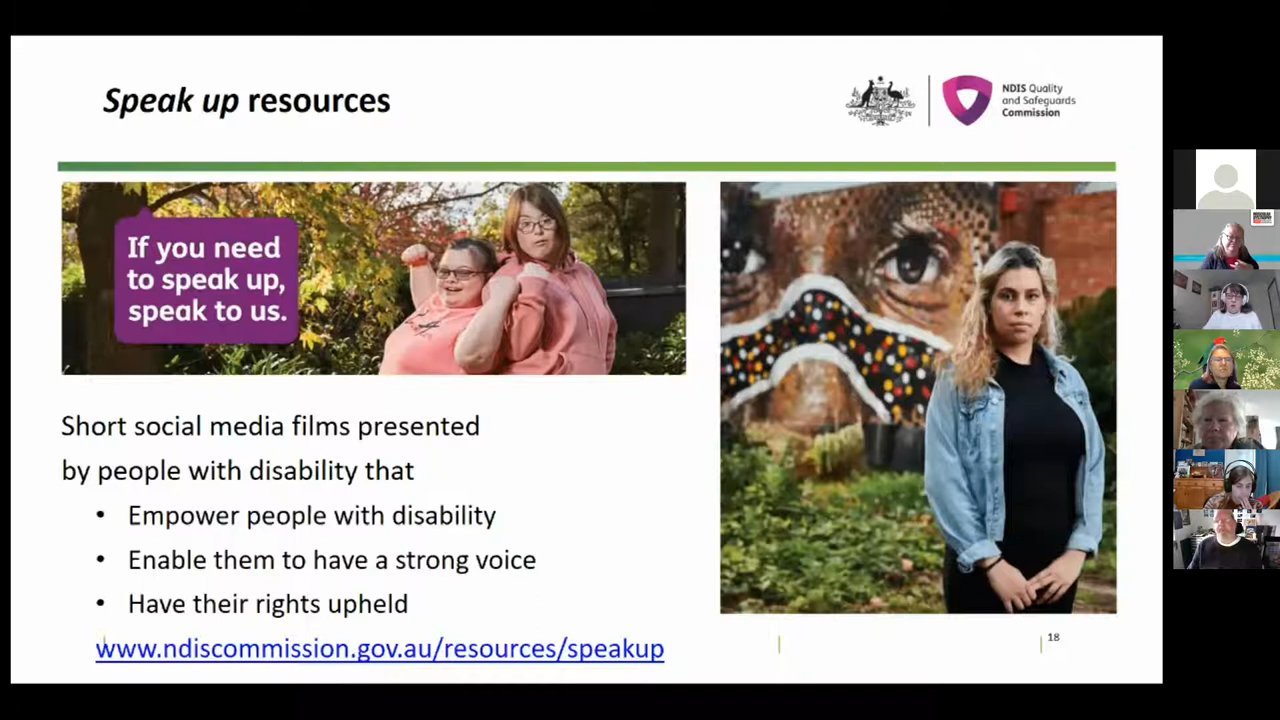 Speak up resources
NDIS Quality
and Safeguards
Commission
If you need
to speak up,
speak to us.
Short social media films presented
by people with disability that
• Empower people with disability
• Enable them to have a strong voice
• Have their rights upheld
www.ndiscommission.gov.au/resources/speakup
18